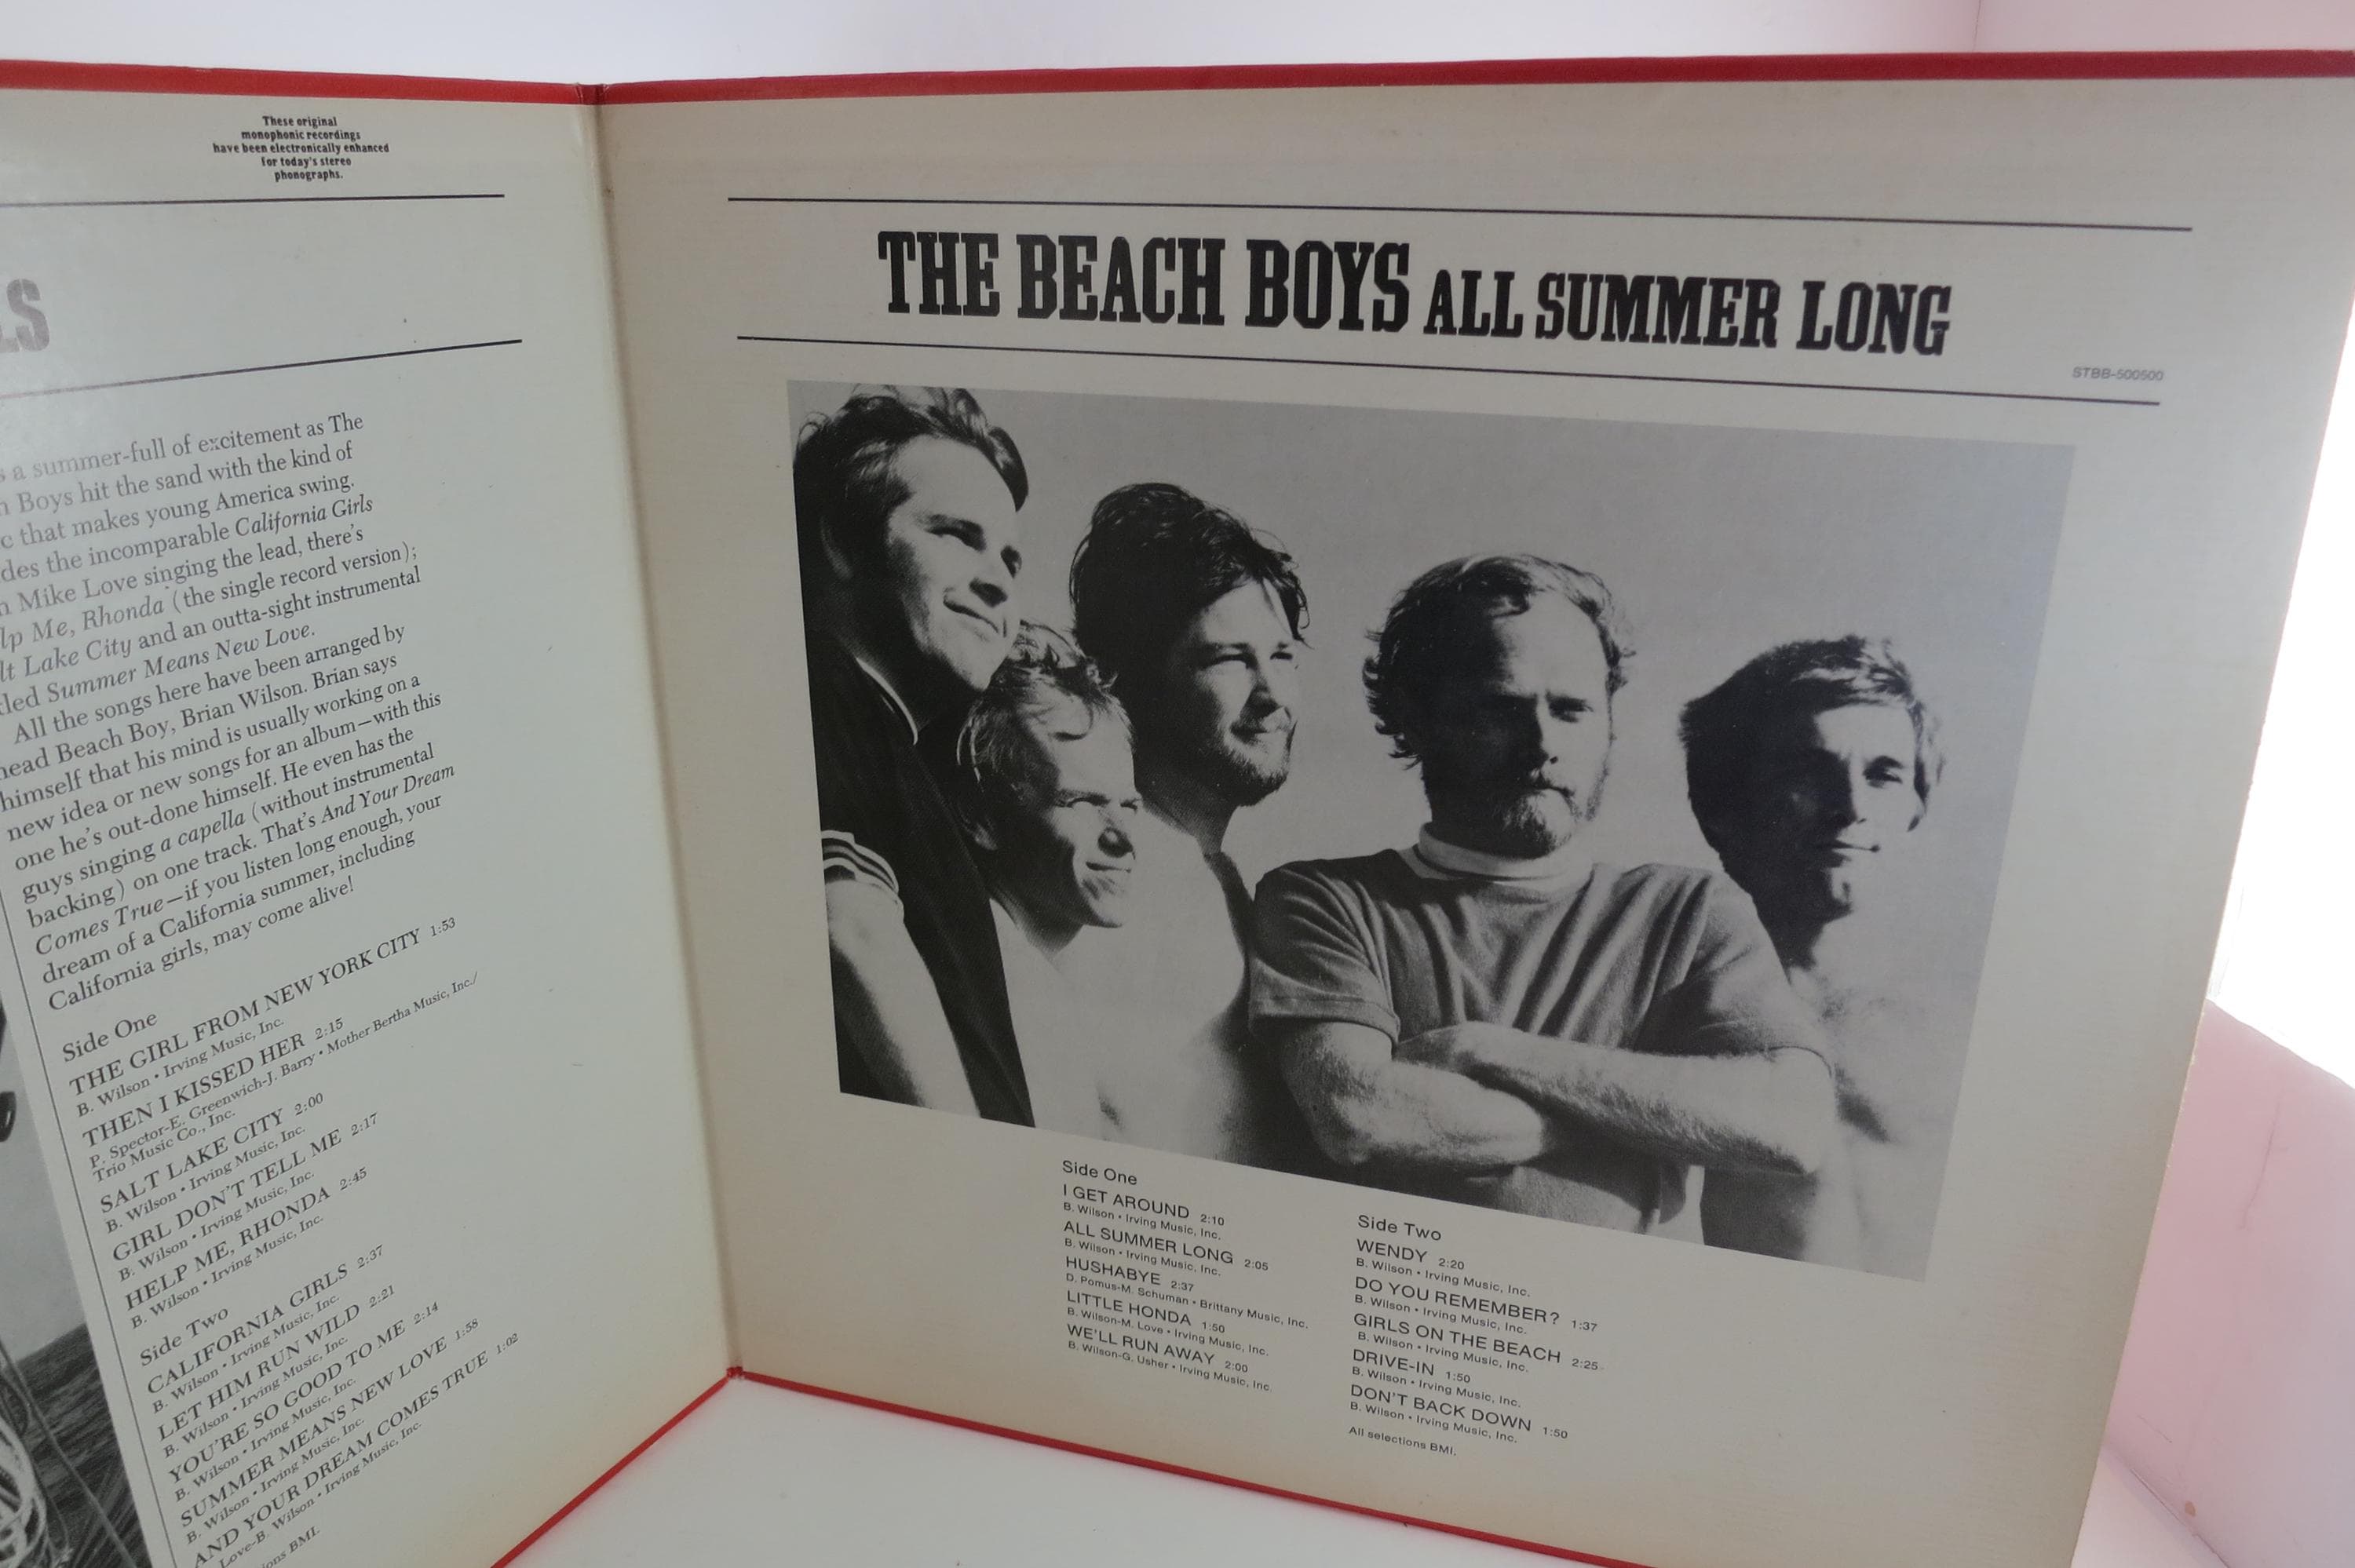 These original
monophonic recordings
have been electronically enhanced
for today's stereo
phonographs.
LS
s a summer-full of excitement as The
Boys hit the sand with the kind of
c that makes young America swing.
des the incomparable California Girls
Mike Love singing the lead, there's
lp Me, Rhonda (the single record version);
lt Lake City and an outta-sight instrumental
led Summer Means New Love.
All the songs here have been arranged by
head Beach Boy, Brian Wilson. Brian says
himself that his mind is usually working on a
new idea or new songs for an album—with this
one he's out-done himself. He even has the
guys singing a capella (without instrumental
backing) on one track. That's And Your Dream
Comes True—if you listen long enough, your
dream of a California summer, including
California girls, may come alive!
Side One
THE GIRL FROM NEW YORK CITY 1:53
B. Wilson • Irving Music, Inc.
THEN I KISSED HER 2:15
P. Spector-E. Greenwich-J. Barry • Mother Bertha Music, Inc./
Trio Music Co., Inc.
SALT LAKE CITY 2:00
B. Wilson • Irving Music, Inc.
GIRL DON'T TELL ME 2:17
B. Wilson • Irving Music, Inc.
HELP ME, RHONDA 2:45
B. Wilson • Irving Music, Inc.
Side Two
CALIFORNIA GIRLS 2:37
B. Wilson • Irving Music, Inc.
LET HIM RUN WILD 2:21
B. Wilson • Irving Music, Inc.
YOU'RE SO GOOD TO ME 2:14
B. Wilson • Irving Music, Inc.
SUMMER MEANS NEW LOVE 1:58
B. Wilson • Irving Music, Inc.
AND YOUR DREAM COMES TRUE 1:02
Love-B. Wilson • Irving Music, Inc.
ions BMI.
THE BEACH BOYS ALL SUMMER LONG
STBB-500500
Side One
I GET AROUND 2:10
B. Wilson • Irving Music, Inc.
ALL SUMMER LONG 2:05
B. Wilson • Irving Music, Inc.
HUSHABYE 2:37
D. Pomus-M. Schuman • Brittany Music, Inc.
LITTLE HONDA 1:50
B. Wilson-M. Love • Irving Music, Inc.
WE'LL RUN AWAY 2:00
B. Wilson-G. Usher • Irving Music, Inc.
Side Two
WENDY 2:20
B. Wilson • Irving Music, Inc.
DO YOU REMEMBER? 1:37
B. Wilson • Irving Music, Inc.
GIRLS ON THE BEACH 2:25
B. Wilson • Irving Music, Inc.
DRIVE-IN 1:50
B. Wilson • Irving Music, Inc.
DON'T BACK DOWN 1:50
B. Wilson • Irving Music, Inc.
All selections BMI.